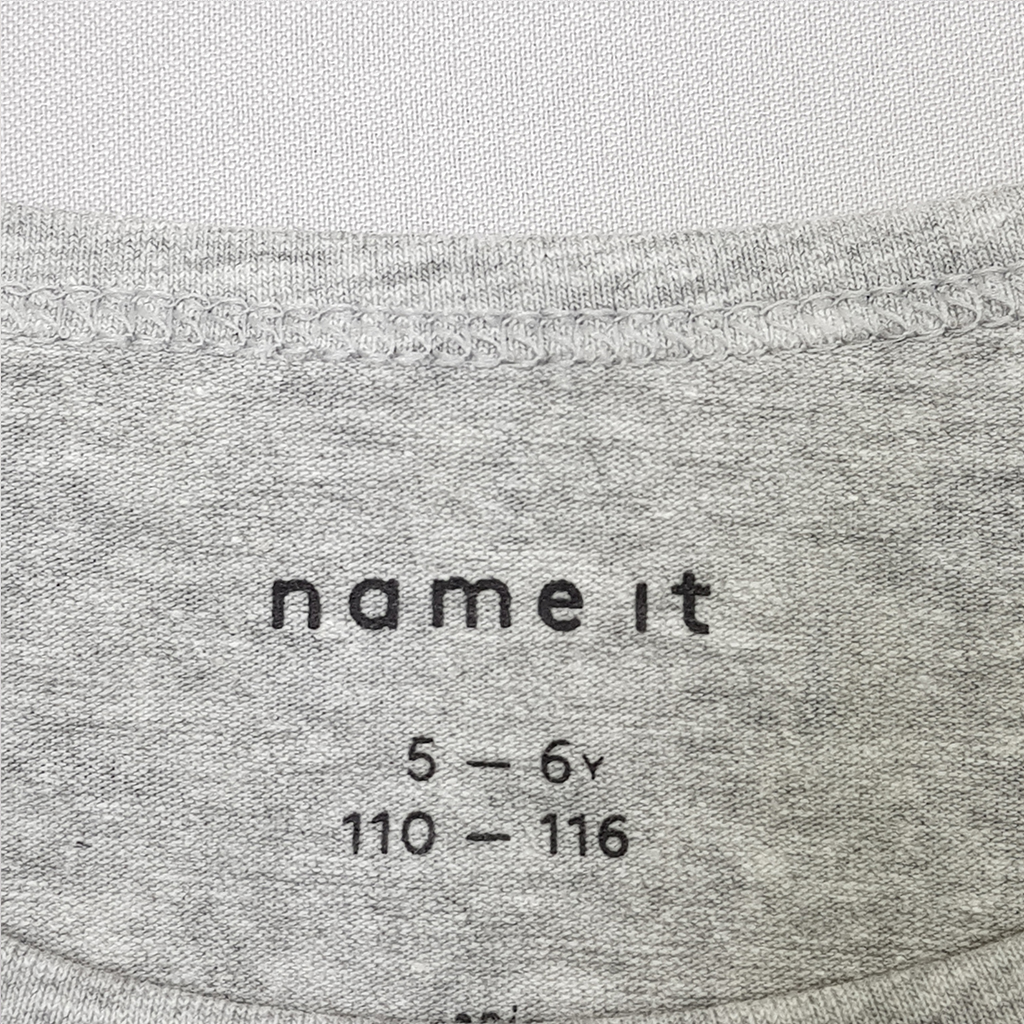 name it
5 – 6Y
110 – 116